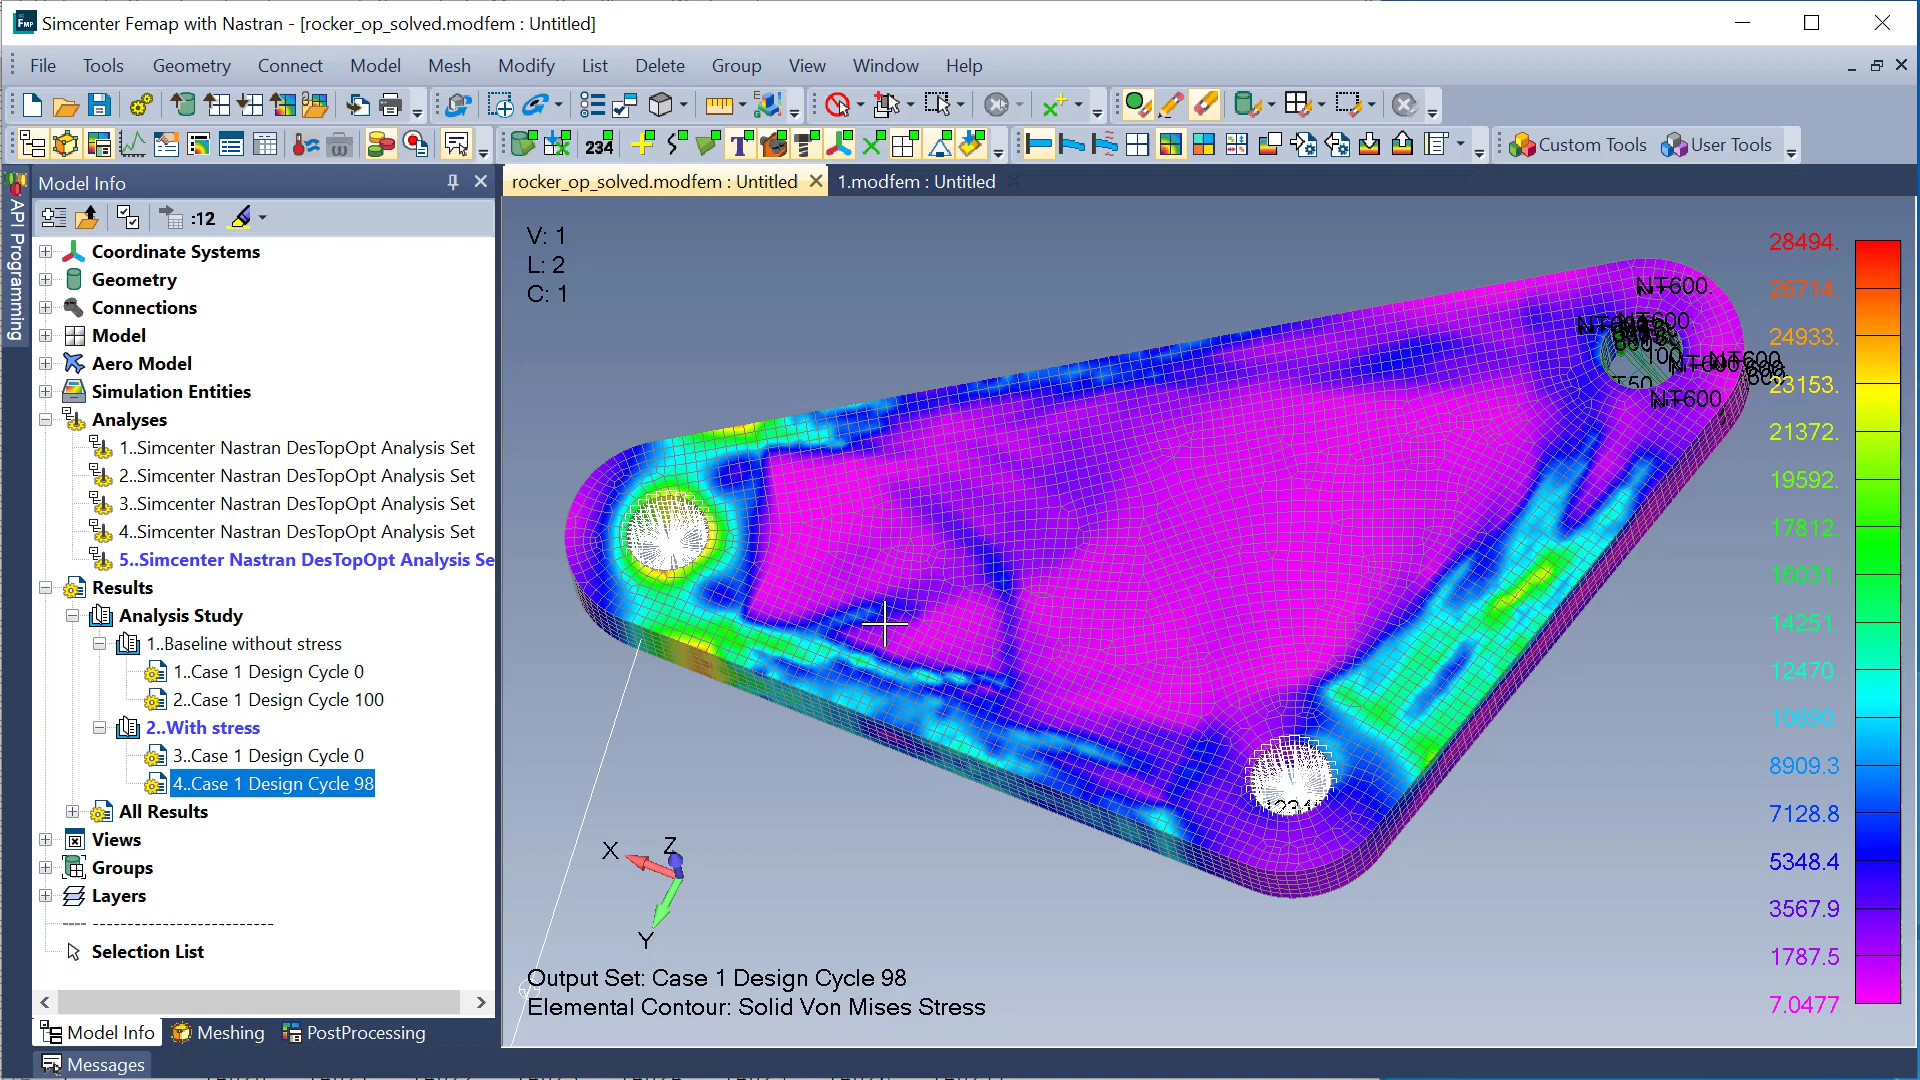 Simcenter Femap with Nastran - [rocker_op_solved.modfem : Untitled]
File Tools Geometry Connect Model Mesh Modify List Delete Group View Window Help
:12
234
Custom Tools
User Tools
API Programming
Model Info
rocker_op_solved.modfem : Untitled
1.modfem : Untitled
Coordinate Systems
Geometry
Connections
Model
Aero Model
Simulation Entities
Analyses
1..Simcenter Nastran DesTopOpt Analysis Set
2..Simcenter Nastran DesTopOpt Analysis Set
3..Simcenter Nastran DesTopOpt Analysis Set
4..Simcenter Nastran DesTopOpt Analysis Set
5..Simcenter Nastran DesTopOpt Analysis Se
Results
Analysis Study
1..Baseline without stress
1..Case 1 Design Cycle 0
2..Case 1 Design Cycle 100
2..With stress
3..Case 1 Design Cycle 0
4..Case 1 Design Cycle 98
All Results
Views
Groups
Layers
Selection List
Model Info
Meshing
PostProcessing
Messages
V: 1
L: 2
C: 1
NT600.
X
Y
Z
Output Set: Case 1 Design Cycle 98
Elemental Contour: Solid Von Mises Stress
28494.
26714.
24933.
23153.
21372.
19592.
17812.
16031.
14251.
12470.
10690.
8909.3
7128.8
5348.4
3567.9
1787.5
7.0477